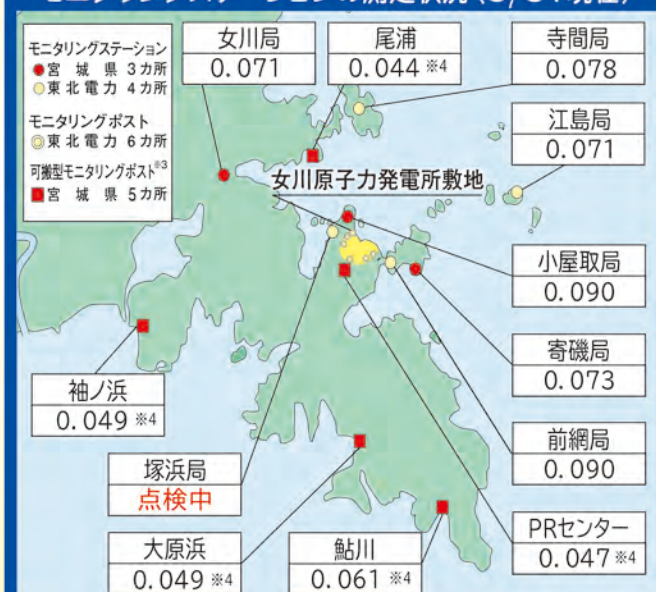 モニタリングステーション
宮城県 3カ所
東北電力 4カ所
モニタリングポスト
東北電力 6カ所
可搬型モニタリングポスト※3
宮城県 5カ所
女川局
0.071
尾浦
0.044 ※4
寺間局
0.078
江島局
0.071
女川原子力発電所敷地
小屋取局
0.090
寄磯局
0.073
袖ノ浜
0.049 ※4
前網局
0.090
塚浜局
点検中
PRセンター
0.047 ※4
大原浜
0.049 ※4
鮎川
0.061 ※4